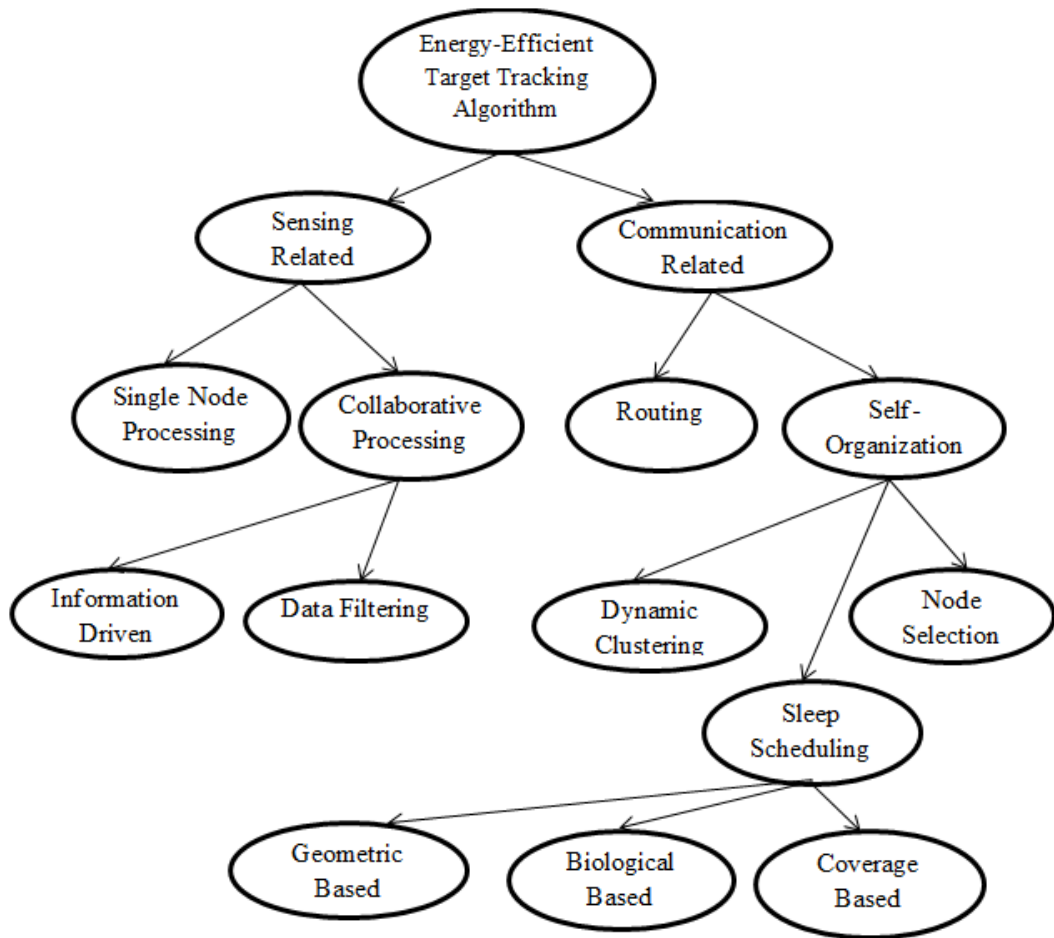 Energy-Efficient
Target Tracking
Algorithm
Sensing
Related
Communication
Related
Single Node
Processing
Collaborative
Processing
Routing
Self-
Organization
Information
Driven
Data Filtering
Dynamic
Clustering
Node
Selection
Sleep
Scheduling
Geometric
Based
Biological
Based
Coverage
Based